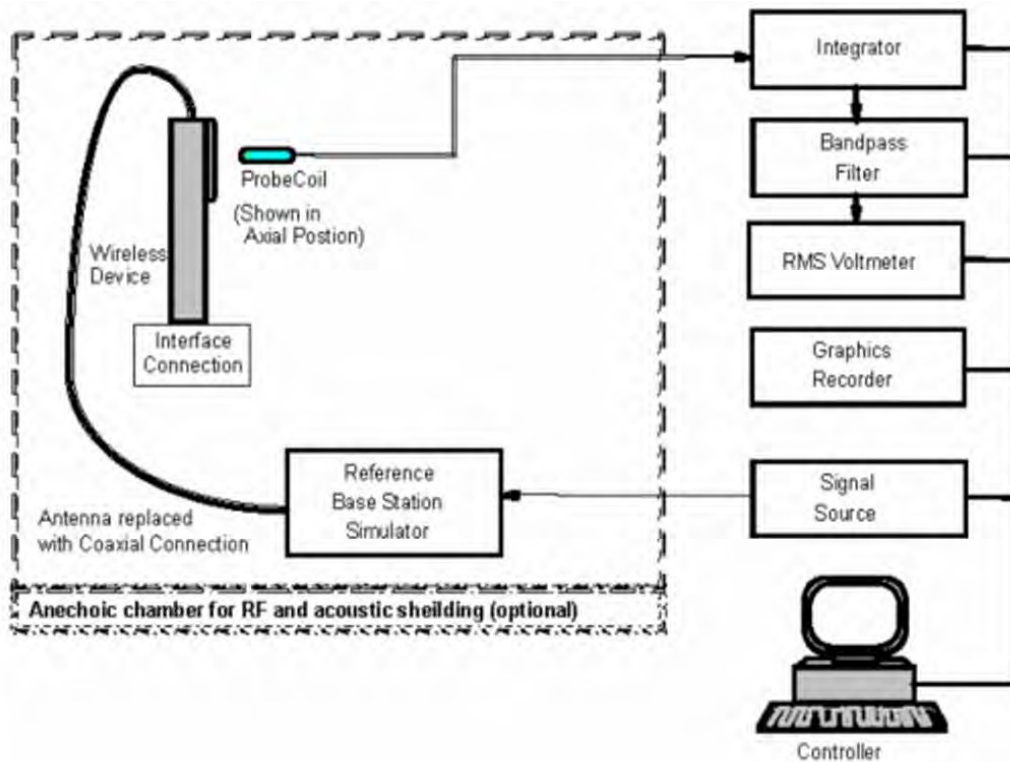 Integrator
Bandpass
Filter
RMS Voltmeter
Graphics
Recorder
Signal
Source
Controller
ProbeCoil
(Shown in
Axial Postion)
Wireless
Device
Interface
Connection
Reference
Base Station
Simulator
Antenna replaced
with Coaxial Connection
Anechoic chamber for RF and acoustic sheilding (optional)